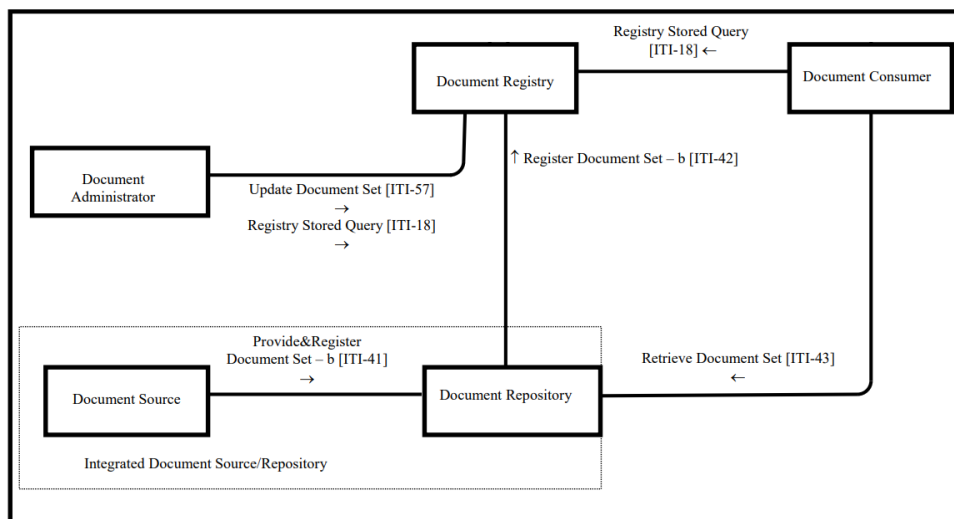 Registry Stored Query
[ITI-18] ←
Document Registry
Document Consumer
↑ Register Document Set – b [ITI-42]
Document
Administrator
Update Document Set [ITI-57]
→
Registry Stored Query [ITI-18]
→
Provide&Register
Document Set – b [ITI-41]
→
Retrieve Document Set [ITI-43]
←
Document Source
Document Repository
Integrated Document Source/Repository